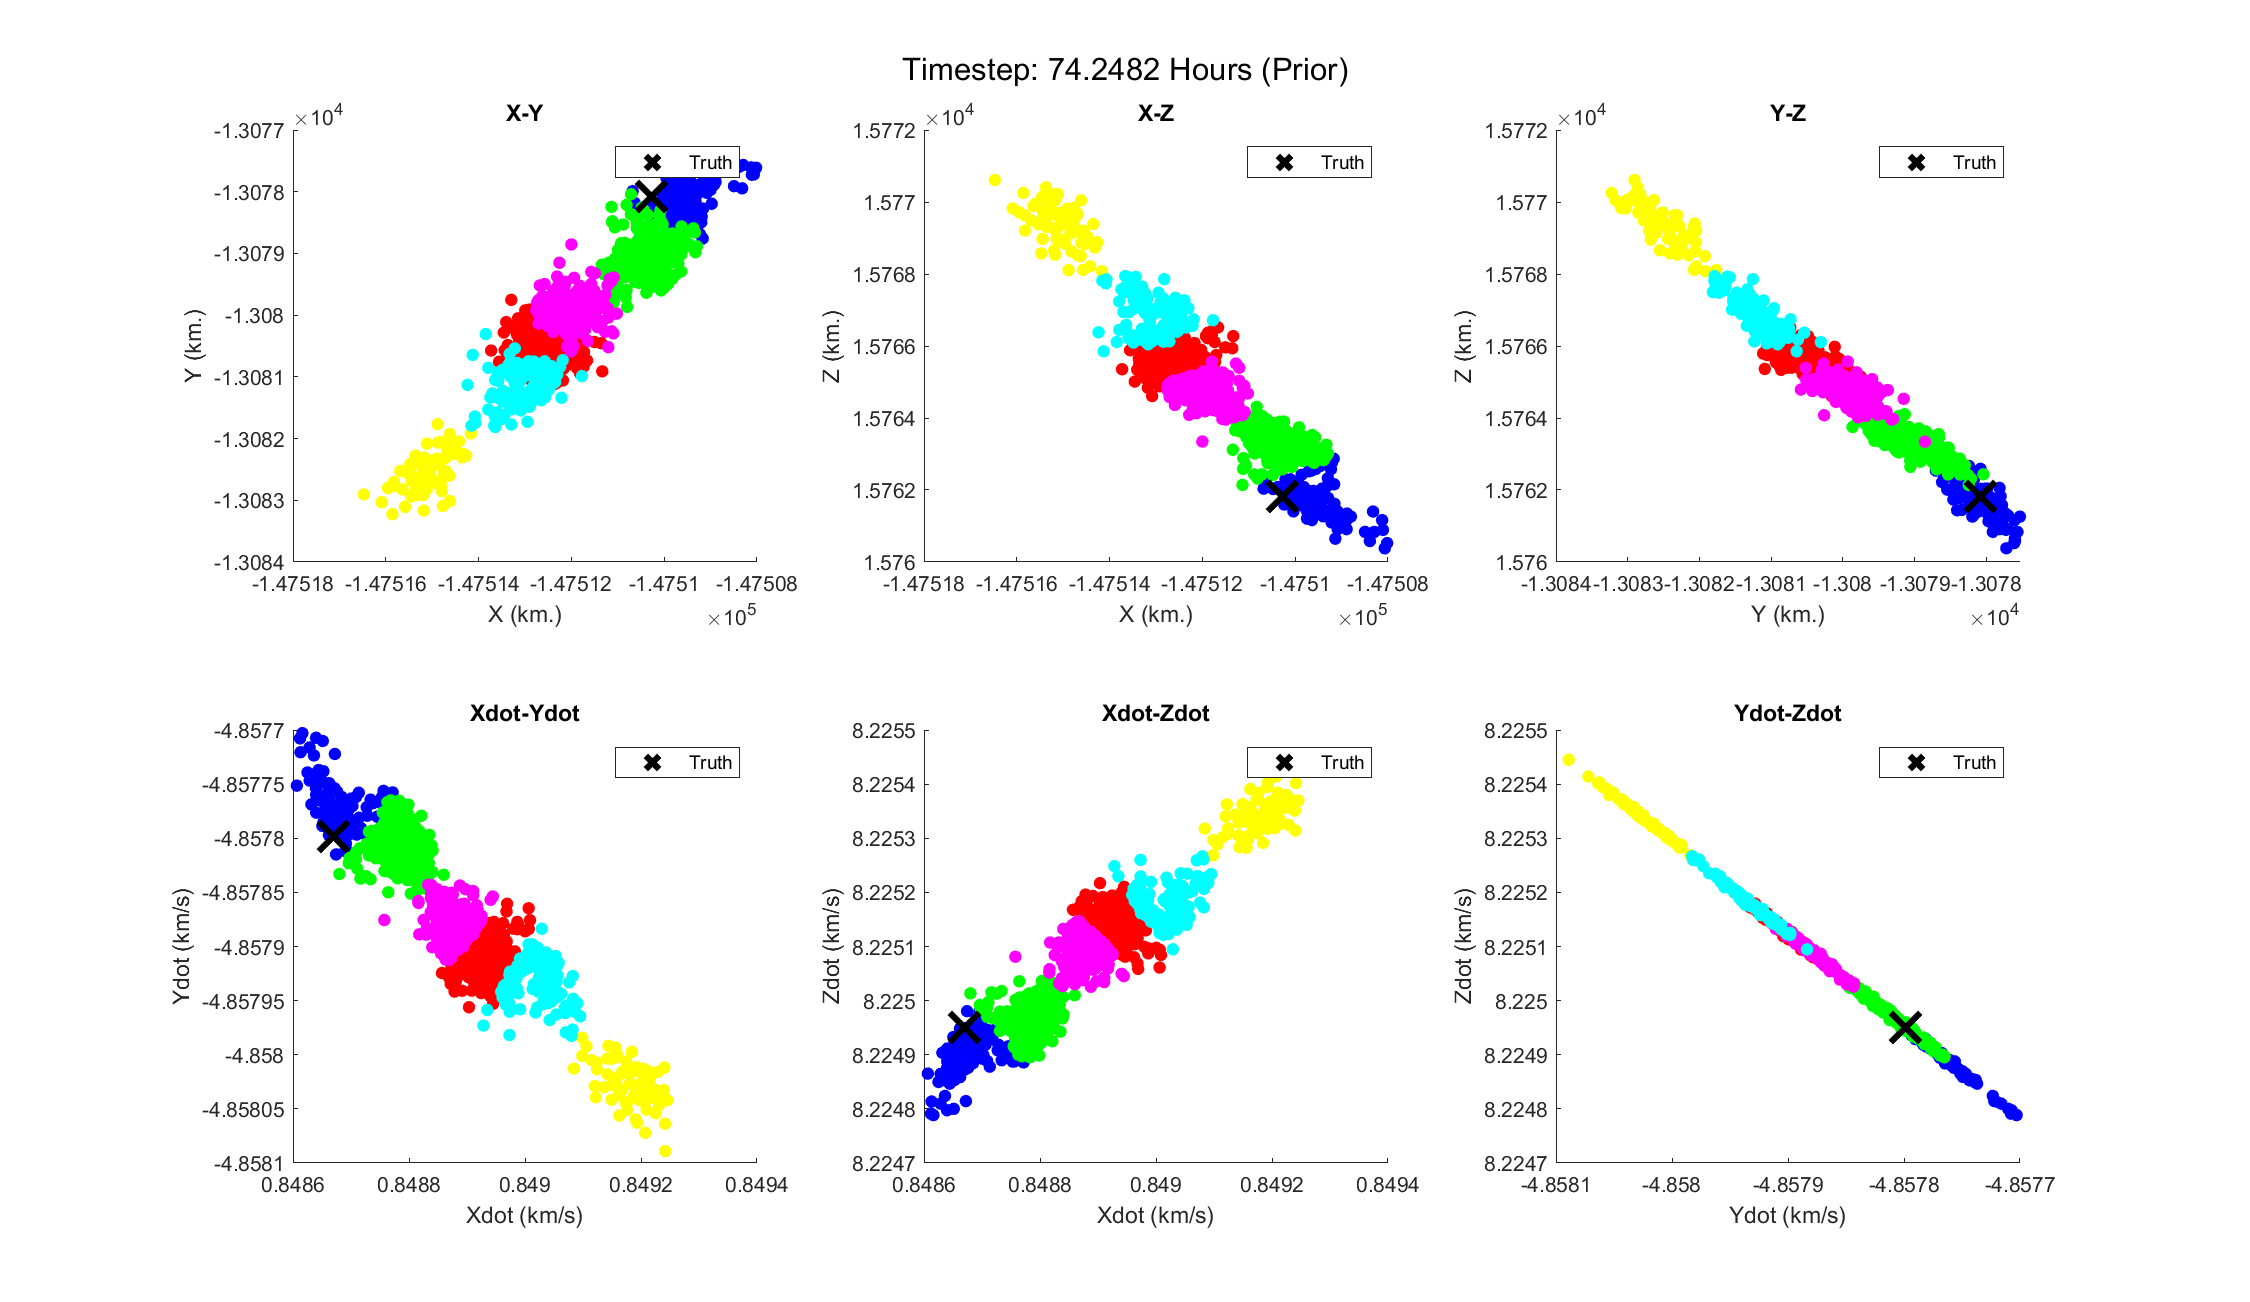 Timestep: 74.2482 Hours (Prior)
X-Y
×10^4
-1.3077
-1.3078
-1.3079
-1.308
-1.3081
-1.3082
-1.3083
-1.3084
Y (km.)
Truth
-1.47518 -1.47516 -1.47514 -1.47512 -1.4751 -1.47508
X (km.)
×10^5
X-Z
×10^4
1.5772
1.577
1.5768
1.5766
1.5764
1.5762
1.576
Z (km.)
Truth
-1.47518 -1.47516 -1.47514 -1.47512 -1.4751 -1.47508
X (km.)
×10^5
Y-Z
×10^4
1.5772
1.577
1.5768
1.5766
1.5764
1.5762
1.576
Z (km.)
Truth
-1.3084 -1.3083 -1.3082 -1.3081 -1.308 -1.3079 -1.3078
Y (km.)
×10^4
Xdot-Ydot
-4.8577
-4.85775
-4.8578
-4.85785
-4.8579
-4.85795
-4.858
-4.85805
-4.8581
Ydot (km/s)
Truth
0.8486 0.8488 0.849 0.8492 0.8494
Xdot (km/s)
Xdot-Zdot
8.2255
8.2254
8.2253
8.2252
8.2251
8.225
8.2249
8.2248
8.2247
Zdot (km/s)
Truth
0.8486 0.8488 0.849 0.8492 0.8494
Xdot (km/s)
Ydot-Zdot
8.2255
8.2254
8.2253
8.2252
8.2251
8.225
8.2249
8.2248
8.2247
Zdot (km/s)
Truth
-4.8581 -4.858 -4.8579 -4.8578 -4.8577
Ydot (km/s)